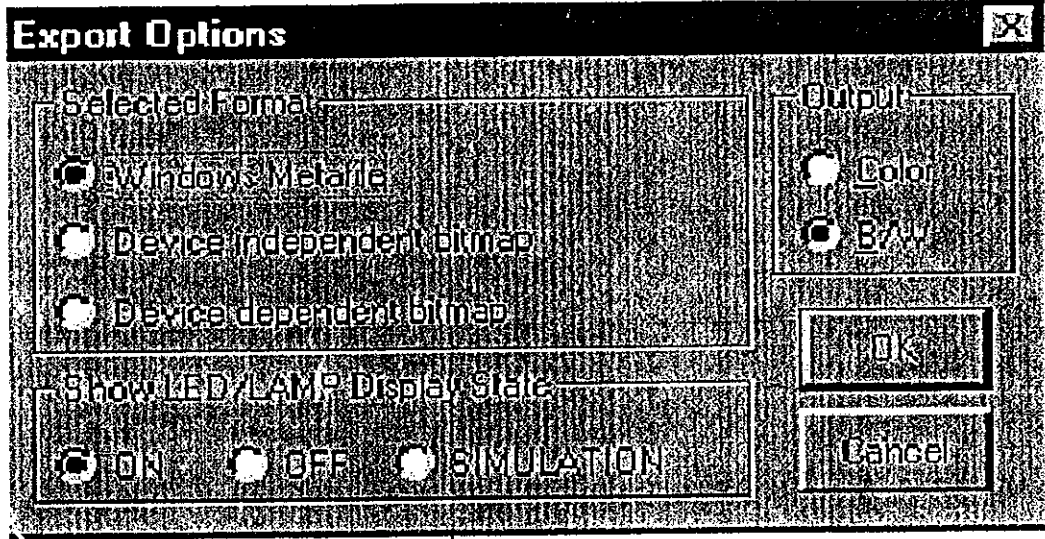 Export Options
Selected Format
Windows Metafile
Device independent bitmap
Device dependent bitmap
Show LED/LAMP Display State
ON OFF SIMULATION
Output
Color
B/W
OK
Cancel